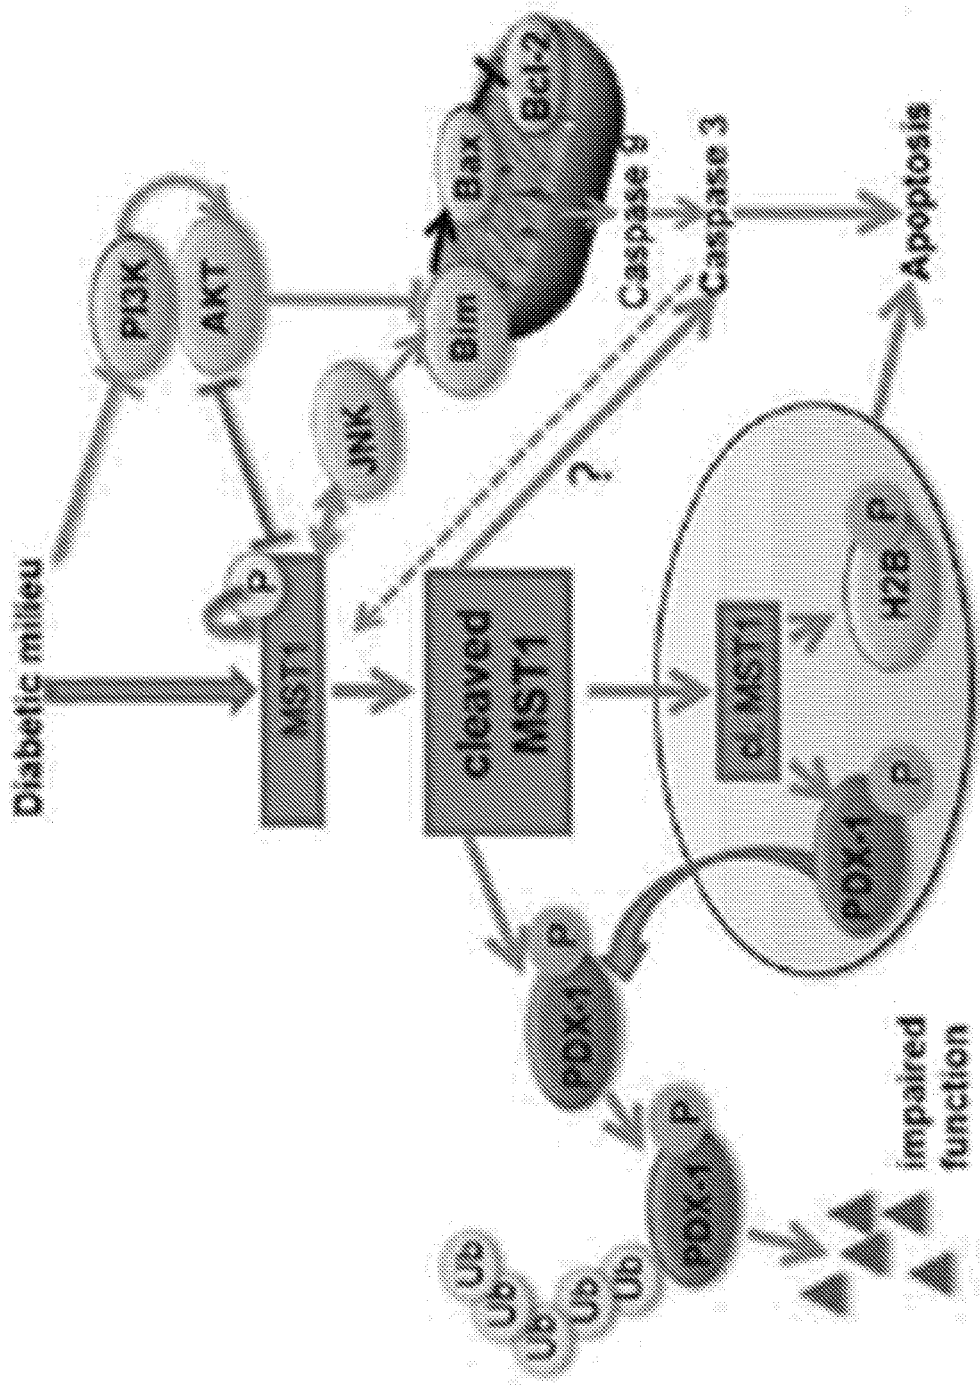 Diabetic milieu
PI3K
AKT
P
MST1
JNK
Bim
Bax
Bcl-2
cleaved
MST1
?
Caspase 9
Caspase 3
P
PDX-1
Ub
Ub
Ub
Ub
Ub
PDX-1
P
cl MST1
PDX-1
P
H2B
P
Apoptosis
impaired
function